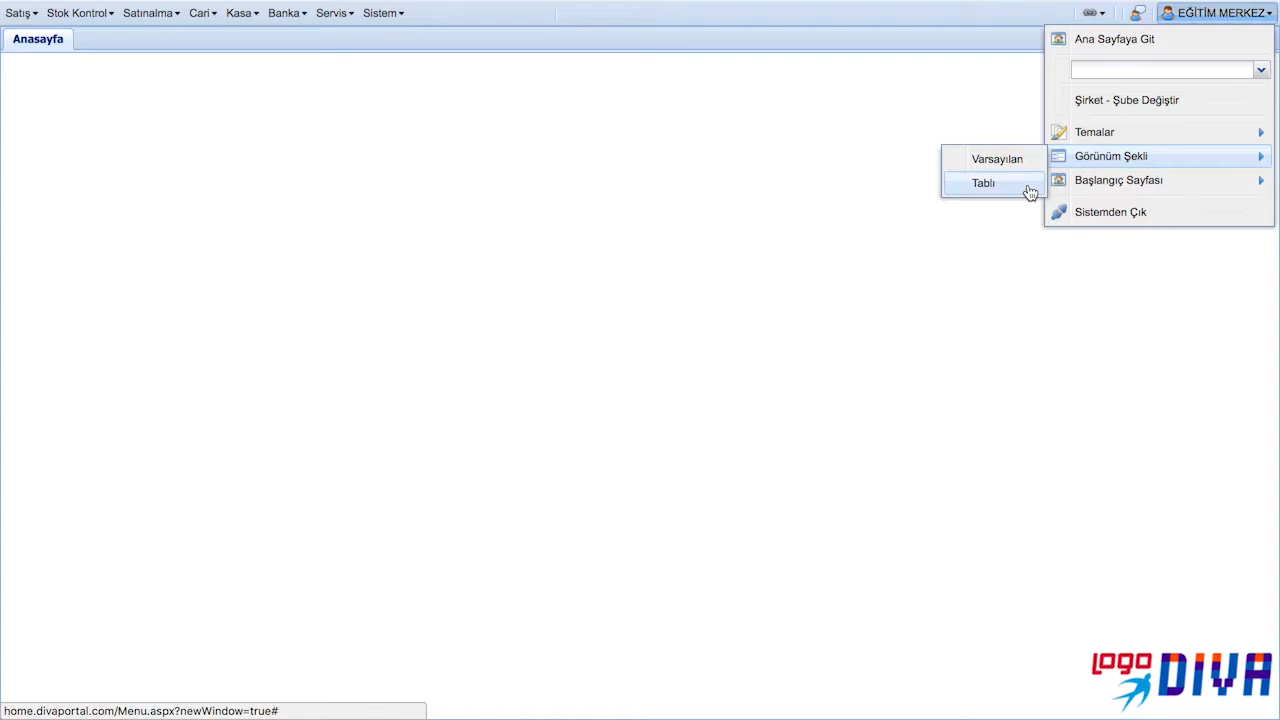 Satış Stok Kontrol Satınalma Cari Kasa Banka Servis Sistem EĞİTİM MERKEZ
Anasayfa
Ana Sayfaya Git
Şirket - Şube Değiştir
Temalar
Görünüm Şekli
Başlangıç Sayfası
Sistemden Çık
Varsayılan
Tablı
LOGO DIVA
home.divaportal.com/Menu.aspx?newWindow=true#